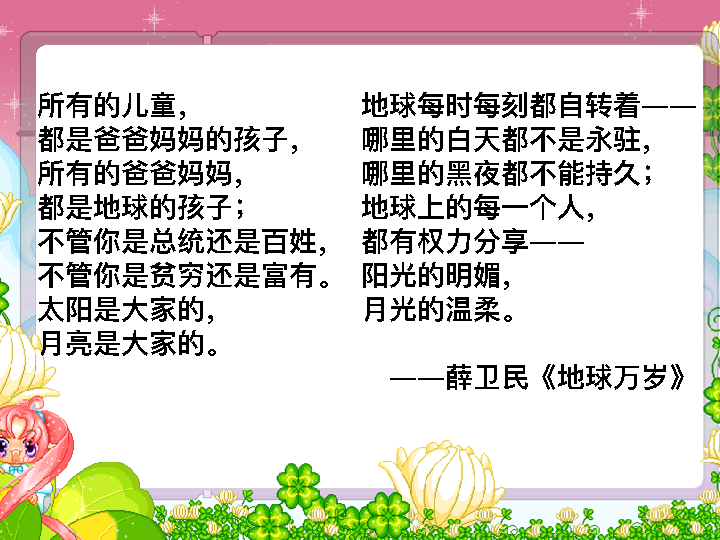 所有的儿童，
都是爸爸妈妈的孩子，
所有的爸爸妈妈，
都是地球的孩子；
不管你是总统还是百姓，
不管你是贫穷还是富有。
太阳是大家的，
月亮是大家的。
地球每时每刻都自转着——
哪里的白天都不是永驻，
哪里的黑夜都不能持久；
地球上的每一个人，
都有权力分享——
阳光的明媚，
月光的温柔。
——薛卫民《地球万岁》